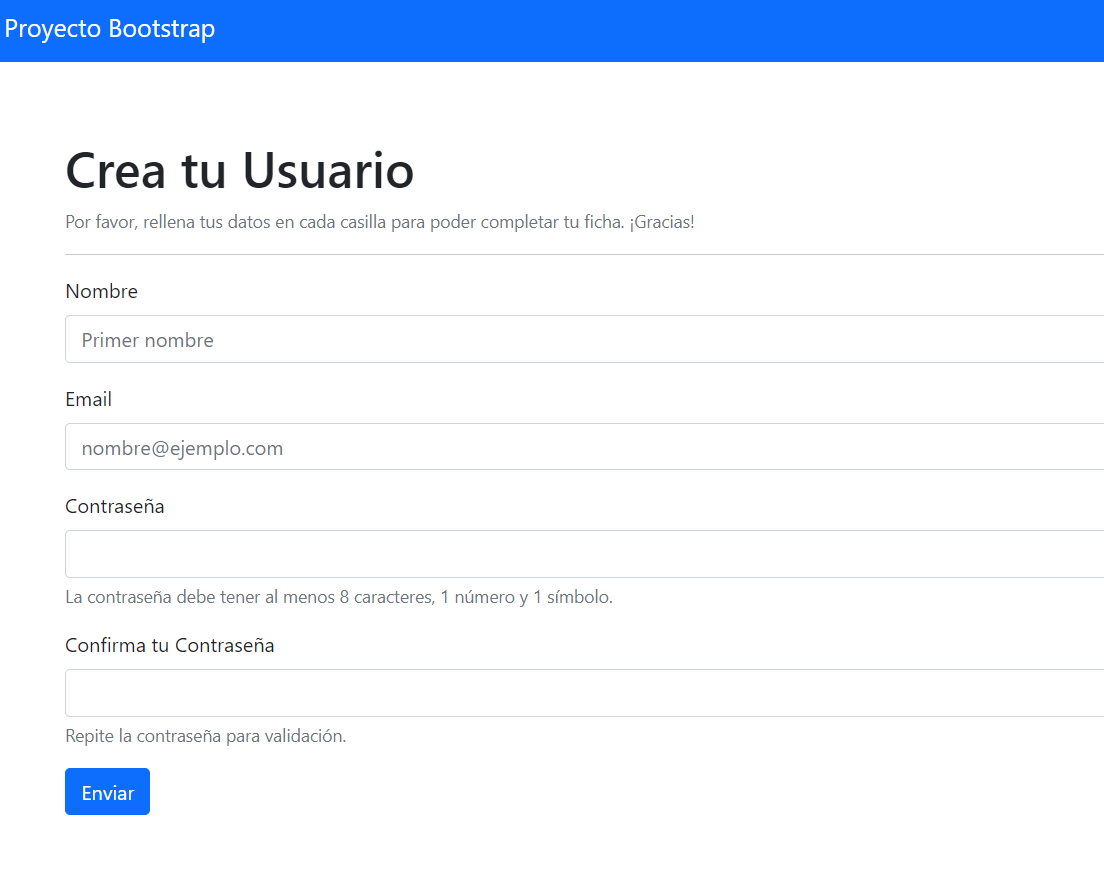 Proyecto Bootstrap
Crea tu Usuario
Por favor, rellena tus datos en cada casilla para poder completar tu ficha. ¡Gracias!
Nombre
Primer nombre
Email
nombre@ejemplo.com
Contraseña
La contraseña debe tener al menos 8 caracteres, 1 número y 1 símbolo.
Confirma tu Contraseña
Repite la contraseña para validación.
Enviar